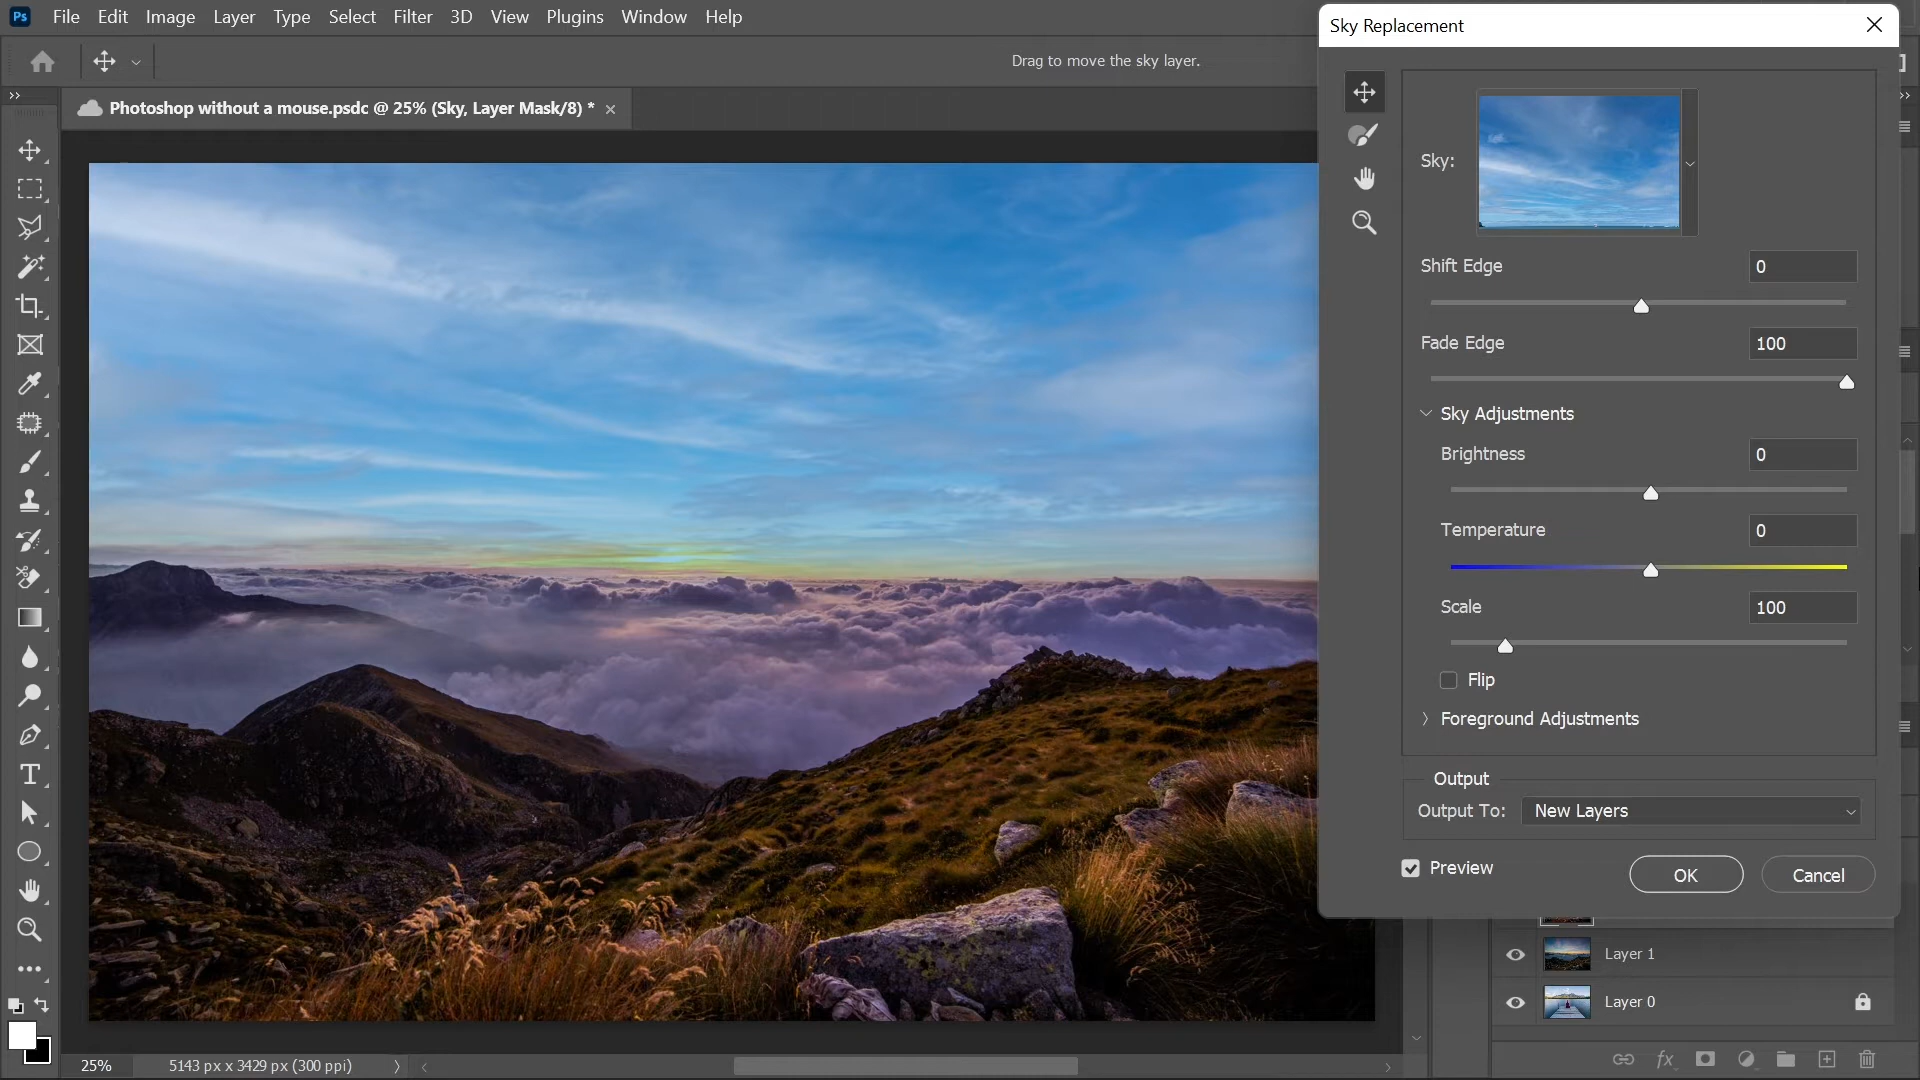 Ps File Edit Image Layer Type Select Filter 3D View Plugins Window Help
Drag to move the sky layer.
Photoshop without a mouse.psdc @ 25% (Sky, Layer Mask/8) *
Sky Replacement
Sky:
Shift Edge 0
Fade Edge 100
Sky Adjustments
Brightness 0
Temperature 0
Scale 100
Flip
Foreground Adjustments
Output
Output To: New Layers
Preview OK Cancel
Layer 1
Layer 0
fx
25% 5143 px x 3429 px (300 ppi)